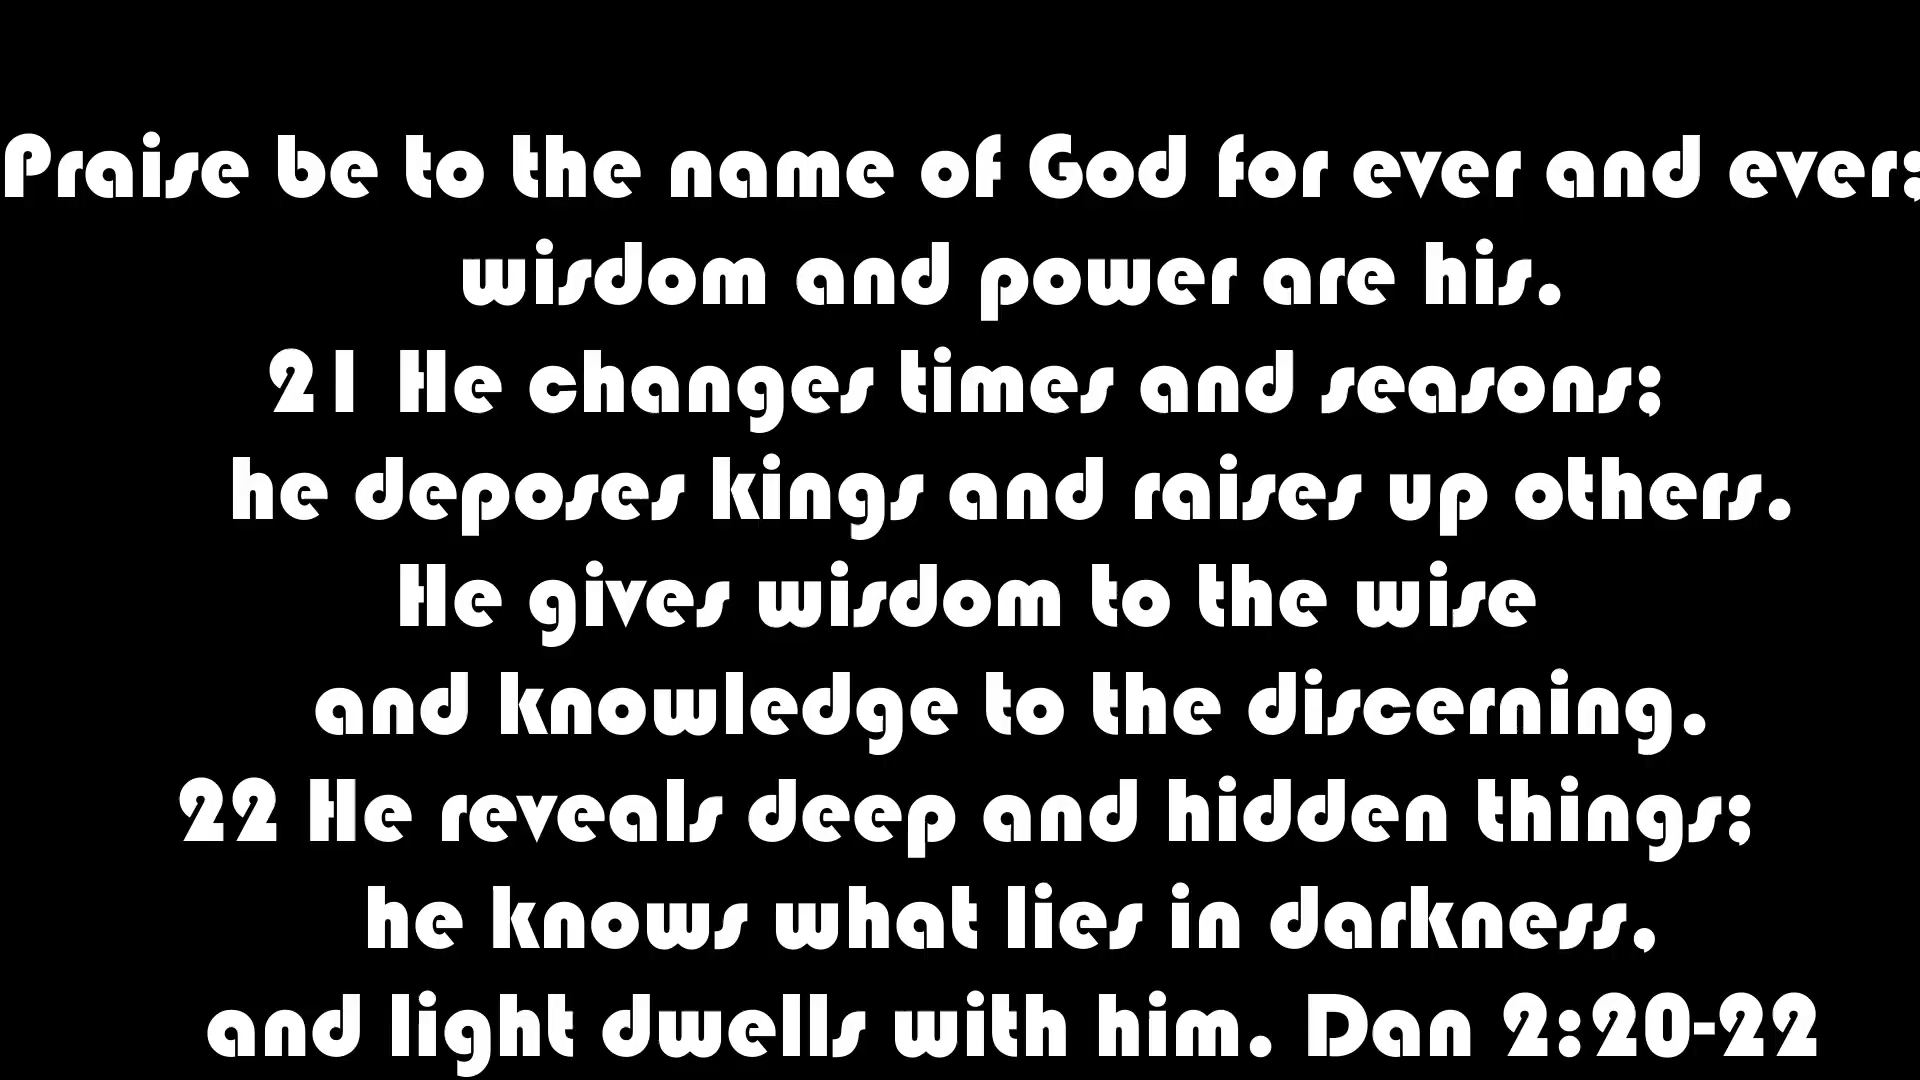 Praise be to the name of God for ever and ever;
wisdom and power are his.
21 He changes times and seasons;
he deposes kings and raises up others.
He gives wisdom to the wise
and knowledge to the discerning.
22 He reveals deep and hidden things;
he knows what lies in darkness,
and light dwells with him. Dan 2:20-22